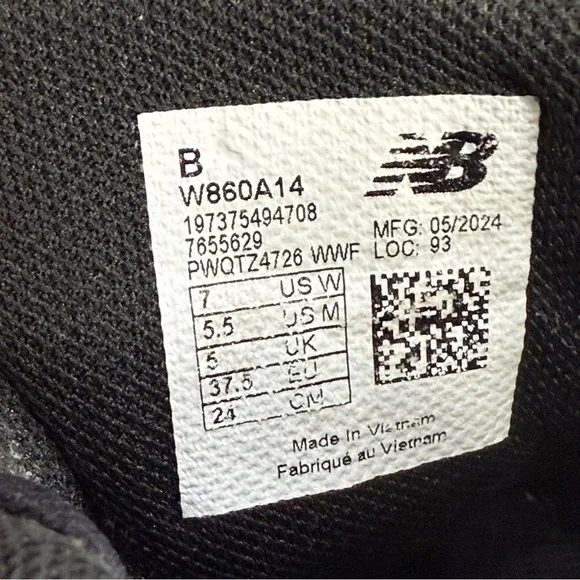 B
NB
W860A14
197375494708
7655629
MFG: 05/2024
PWQTZ4726 WWF
LOC: 93
7 US W
5.5 US M
5 UK
37.5 EU
24 CM
Made In Vietnam
Fabriqué au Vietnam